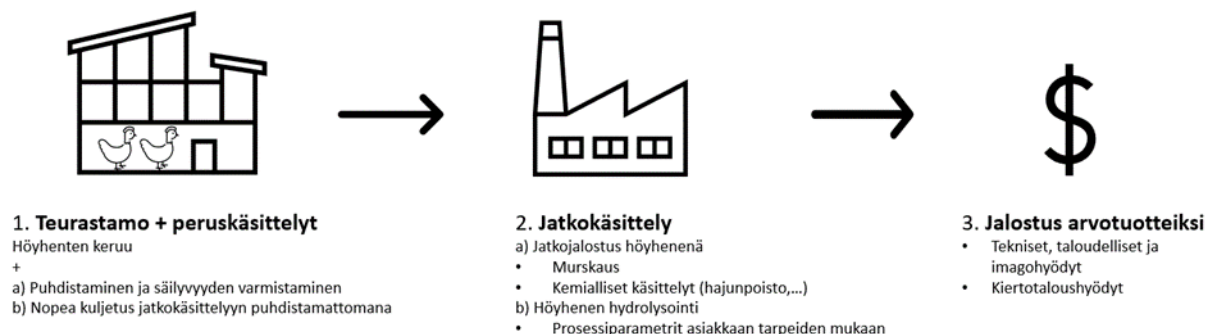 1. Teurastamo + peruskäsittelyt
Höyhenten keruu
+
a) Puhdistaminen ja säilyvyyden varmistaminen
b) Nopea kuljetus jatkokäsittelyyn puhdistamattomana
2. Jatkokäsittely
a) Jatkojalostus höyhenenä
• Murskaus
• Kemialliset käsittelyt (hajunpoisto,...)
b) Höyhenen hydrolysointi
• Prosessiparametrit asiakkaan tarpeiden mukaan
$
3. Jalostus arvotuotteiksi
• Tekniset, taloudelliset ja
imagohyödyt
• Kiertotaloushyödyt